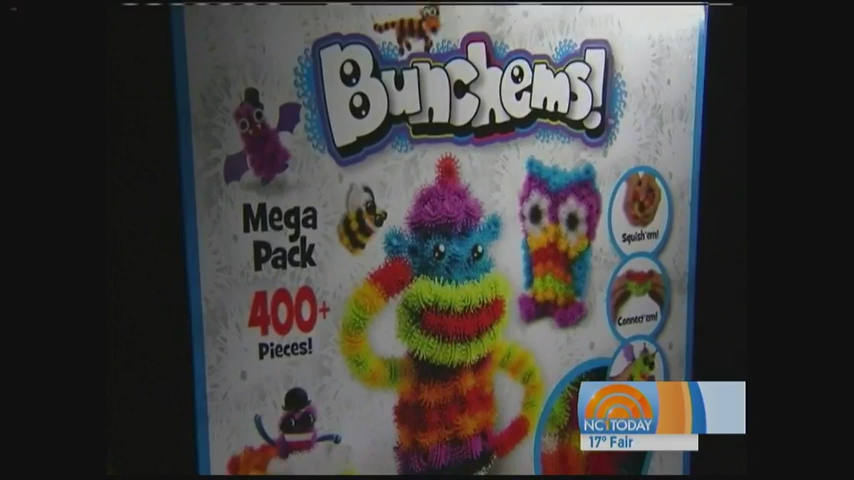 Bunchems!
Mega
Pack
400+
Pieces!
Squish'em!
Connect'em!
NC TODAY
17° Fair